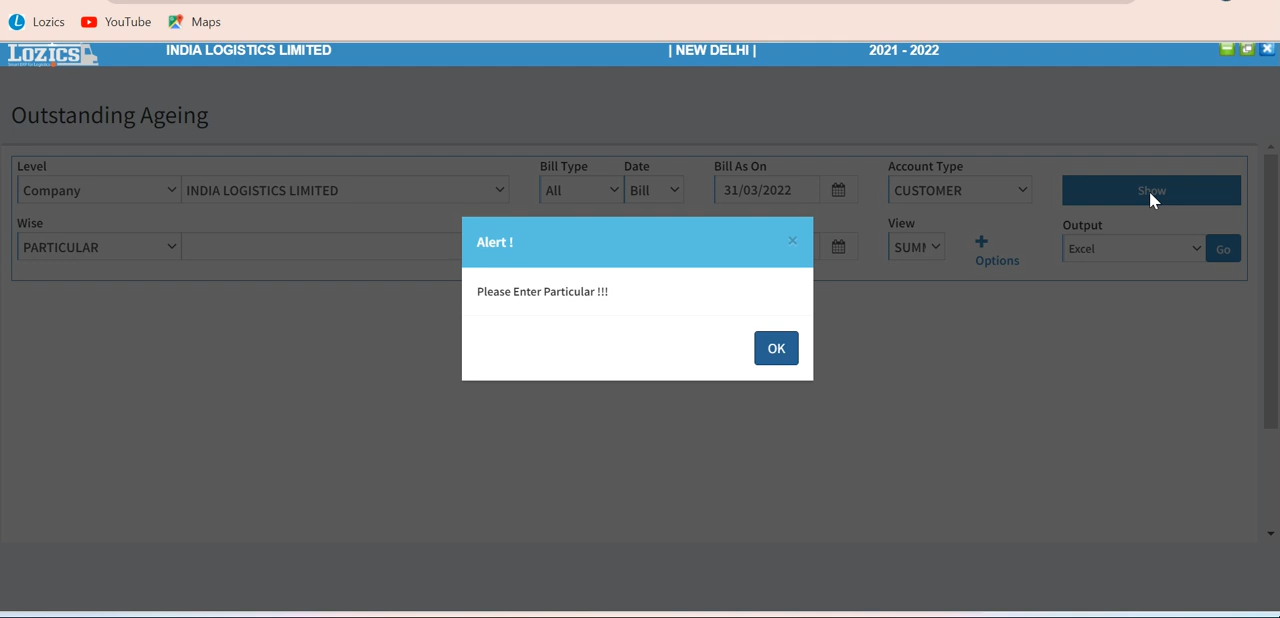 Lozics YouTube Maps
LOZICS INDIA LOGISTICS LIMITED | NEW DELHI | 2021 - 2022
Outstanding Ageing
Level Bill Type Date Bill As On Account Type
Company INDIA LOGISTICS LIMITED All Bill 31/03/2022 CUSTOMER Show
Wise View Output
PARTICULAR SUMM Options Excel Go
Alert !
×
Please Enter Particular !!!
OK